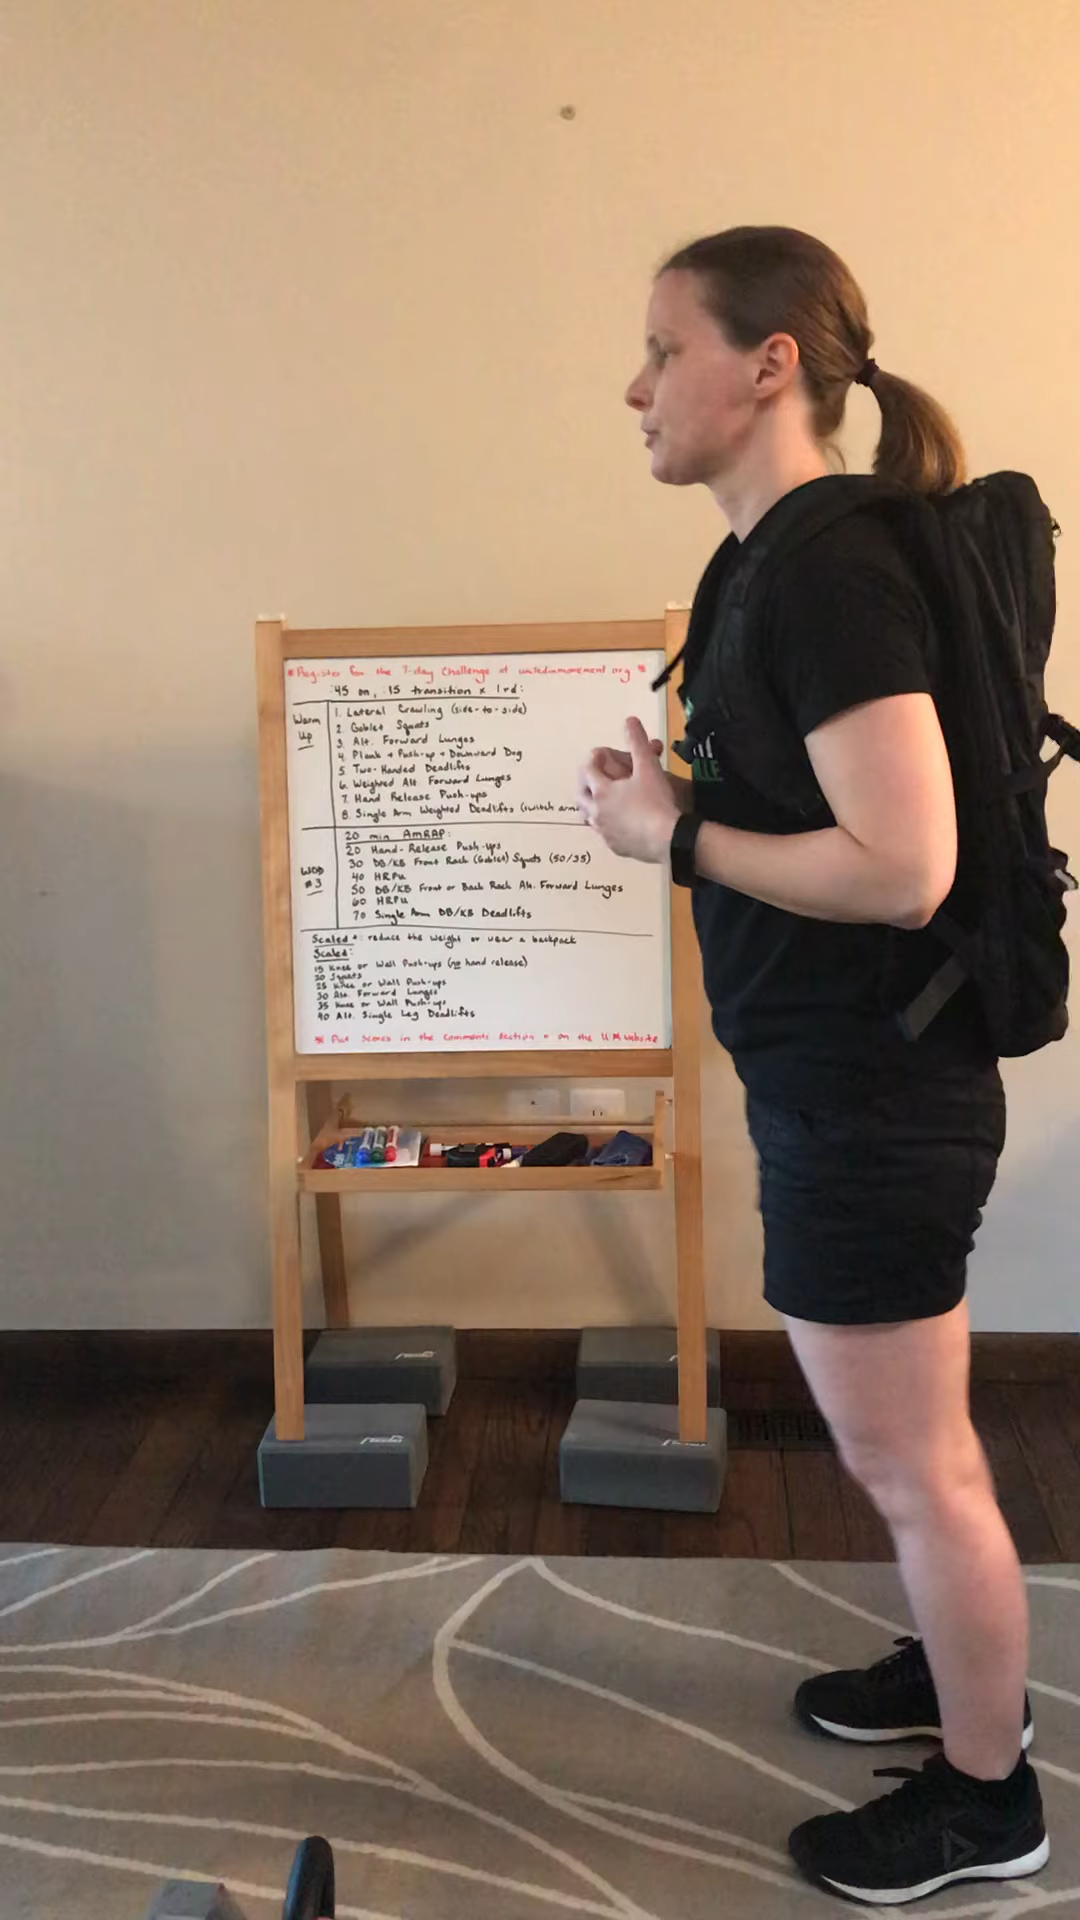 *Register for the 7-day Challenge at unitedinmovement.org *
:45 on, :15 transition x 1 rd:
Warm Up
1. Lateral Crawling (side-to-side)
2. Goblet Squats
3. Alt. Forward Lunges
4. Plank + Push-up + Downward Dog
5. Two-Handed Deadlifts
6. Weighted Alt. Forward Lunges
7. Hand Release Push-ups
8. Single Arm Weighted Deadlifts (switch
WOD #3
20 min AMRAP:
20 Hand-Release Push-ups
30 DB/KB Front Rack (Goblet) Squats (50/35)
40 HRPU
50 DB/KB Front or Back Rack Alt. Forward Lunges
60 HRPU
70 Single Arm DB/KB Deadlifts
Scaled +: reduce the weight or wear a backpack
Scaled:
15 Knee or Wall Push-ups (no hand release)
20 Squats
25 Knee or Wall Push-ups
30 Alt. Forward Lunges
35 Knee or Wall Push-ups
40 Alt. Single Leg Deadlifts
* Put Scores in the Comments Section + on the UIM website